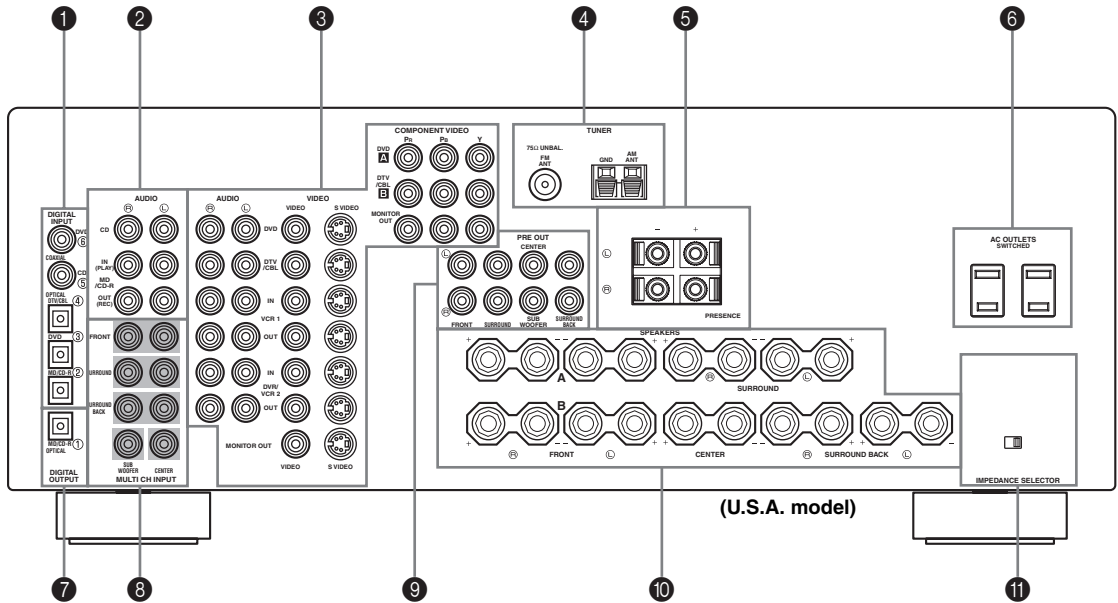 1 2 3 4 5 6
COMPONENT VIDEO
PR PB Y
DVD
A
DTV
/CBL
B
MONITOR
OUT
TUNER
75Ω UNBAL.
FM
ANT
GND
AM
ANT
AUDIO
R L
CD
IN
(PLAY)
MD
/CD-R
OUT
(REC)
AUDIO
R L
VIDEO
VIDEO S VIDEO
DVD
DTV
/CBL
IN
VCR 1
OUT
IN
DVR/
VCR 2
OUT
MONITOR OUT
VIDEO S VIDEO
DIGITAL
INPUT
DVD
6
COAXIAL
CD
5
OPTICAL
DTV/CBL 4
DVD 3
MD/CD-R 2
MD/CD-R 1
OPTICAL
DIGITAL
OUTPUT
FRONT
URROUND
URROUND
BACK
SUB
WOOFER
CENTER
MULTI CH INPUT
PRE OUT
CENTER
L
R
FRONT
SURROUND
SUB
WOOFER
SURROUND
BACK
– +
L
R
PRESENCE
AC OUTLETS
SWITCHED
SPEAKERS
+ – – + + – – +
A
R L
SURROUND
B
+ – – + + – + – + –
R FRONT L
CENTER
R SURROUND BACK L
IMPEDANCE SELECTOR
(U.S.A. model)
7 8 9 10 11